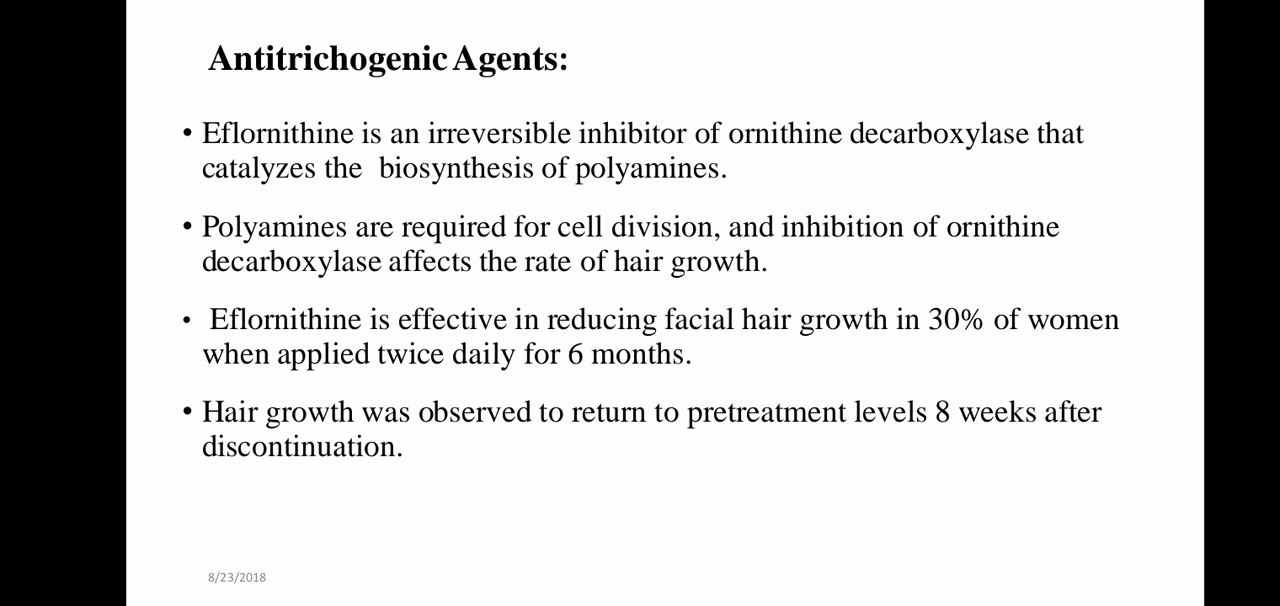 Antitrichogenic Agents:
• Eflornithine is an irreversible inhibitor of ornithine decarboxylase that
catalyzes the biosynthesis of polyamines.
• Polyamines are required for cell division, and inhibition of ornithine
decarboxylase affects the rate of hair growth.
• Eflornithine is effective in reducing facial hair growth in 30% of women
when applied twice daily for 6 months.
• Hair growth was observed to return to pretreatment levels 8 weeks after
discontinuation.
8/23/2018